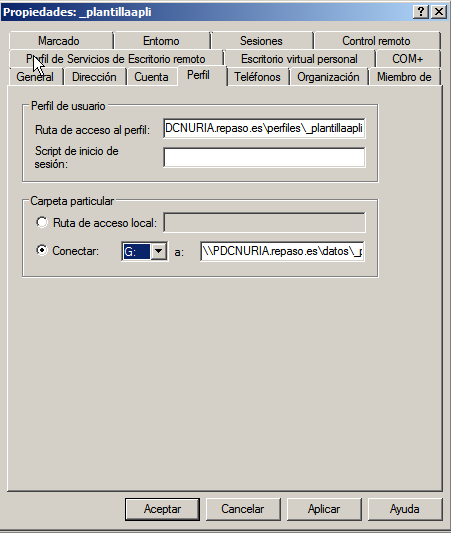 Propiedades: _plantillaapli
Marcado Entorno Sesiones Control remoto
Perfil de Servicios de Escritorio remoto Escritorio virtual personal COM+
General Dirección Cuenta Perfil Teléfonos Organización Miembro de
Perfil de usuario
Ruta de acceso al perfil: DCNURIA.repaso.es\perfiles\_plantillaapli
Script de inicio de
sesión:
Carpeta particular
Ruta de acceso local:
Conectar: G: a: \\PDCNURIA.repaso.es\datos\_p
Aceptar Cancelar Aplicar Ayuda